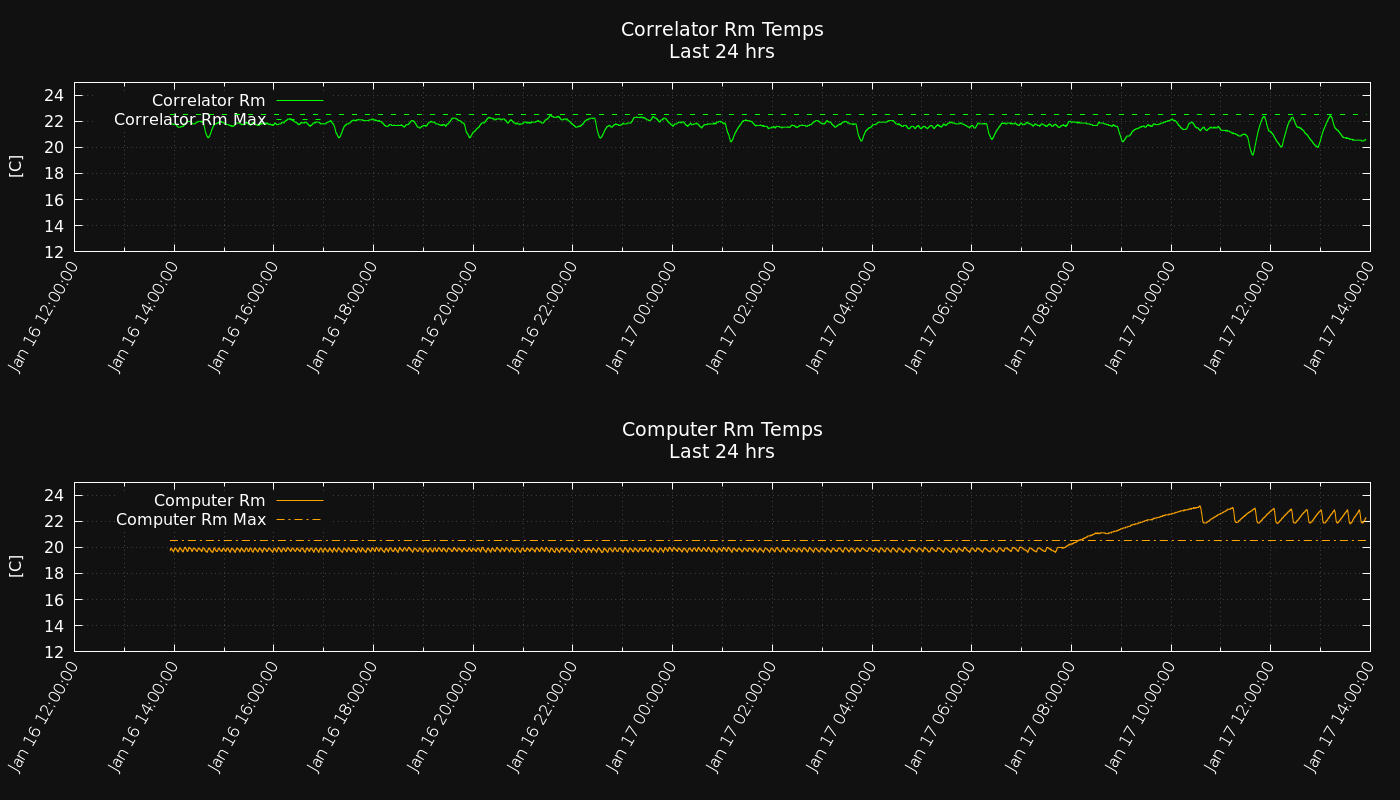 Correlator Rm Temps
Last 24 hrs
Correlator Rm
Correlator Rm Max
[C]
24
22
20
18
16
14
12
Jan 16 12:00:00
Jan 16 14:00:00
Jan 16 16:00:00
Jan 16 18:00:00
Jan 16 20:00:00
Jan 16 22:00:00
Jan 17 00:00:00
Jan 17 02:00:00
Jan 17 04:00:00
Jan 17 06:00:00
Jan 17 08:00:00
Jan 17 10:00:00
Jan 17 12:00:00
Jan 17 14:00:00
Computer Rm Temps
Last 24 hrs
Computer Rm
Computer Rm Max
[C]
24
22
20
18
16
14
12
Jan 16 12:00:00
Jan 16 14:00:00
Jan 16 16:00:00
Jan 16 18:00:00
Jan 16 20:00:00
Jan 16 22:00:00
Jan 17 00:00:00
Jan 17 02:00:00
Jan 17 04:00:00
Jan 17 06:00:00
Jan 17 08:00:00
Jan 17 10:00:00
Jan 17 12:00:00
Jan 17 14:00:00